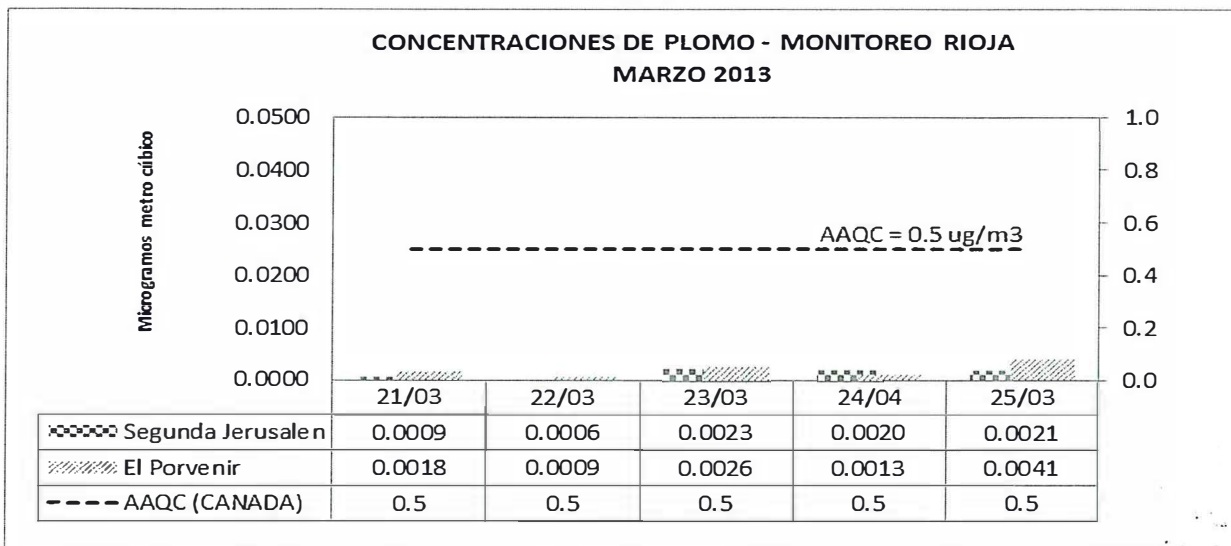 CONCENTRACIONES DE PLOMO - MONITOREO RIOJA
MARZO 2013
Microgramos metro cúbico
0.0500 1.0
0.0400 0.8
0.0300 0.6
AAQC = 0.5 ug/m3
0.0200 0.4
0.0100 0.2
0.0000 0.0
21/03 22/03 23/03 24/04 25/03
Segunda Jerusalen 0.0009 0.0006 0.0023 0.0020 0.0021
El Porvenir 0.0018 0.0009 0.0026 0.0013 0.0041
AAQC (CANADA) 0.5 0.5 0.5 0.5 0.5